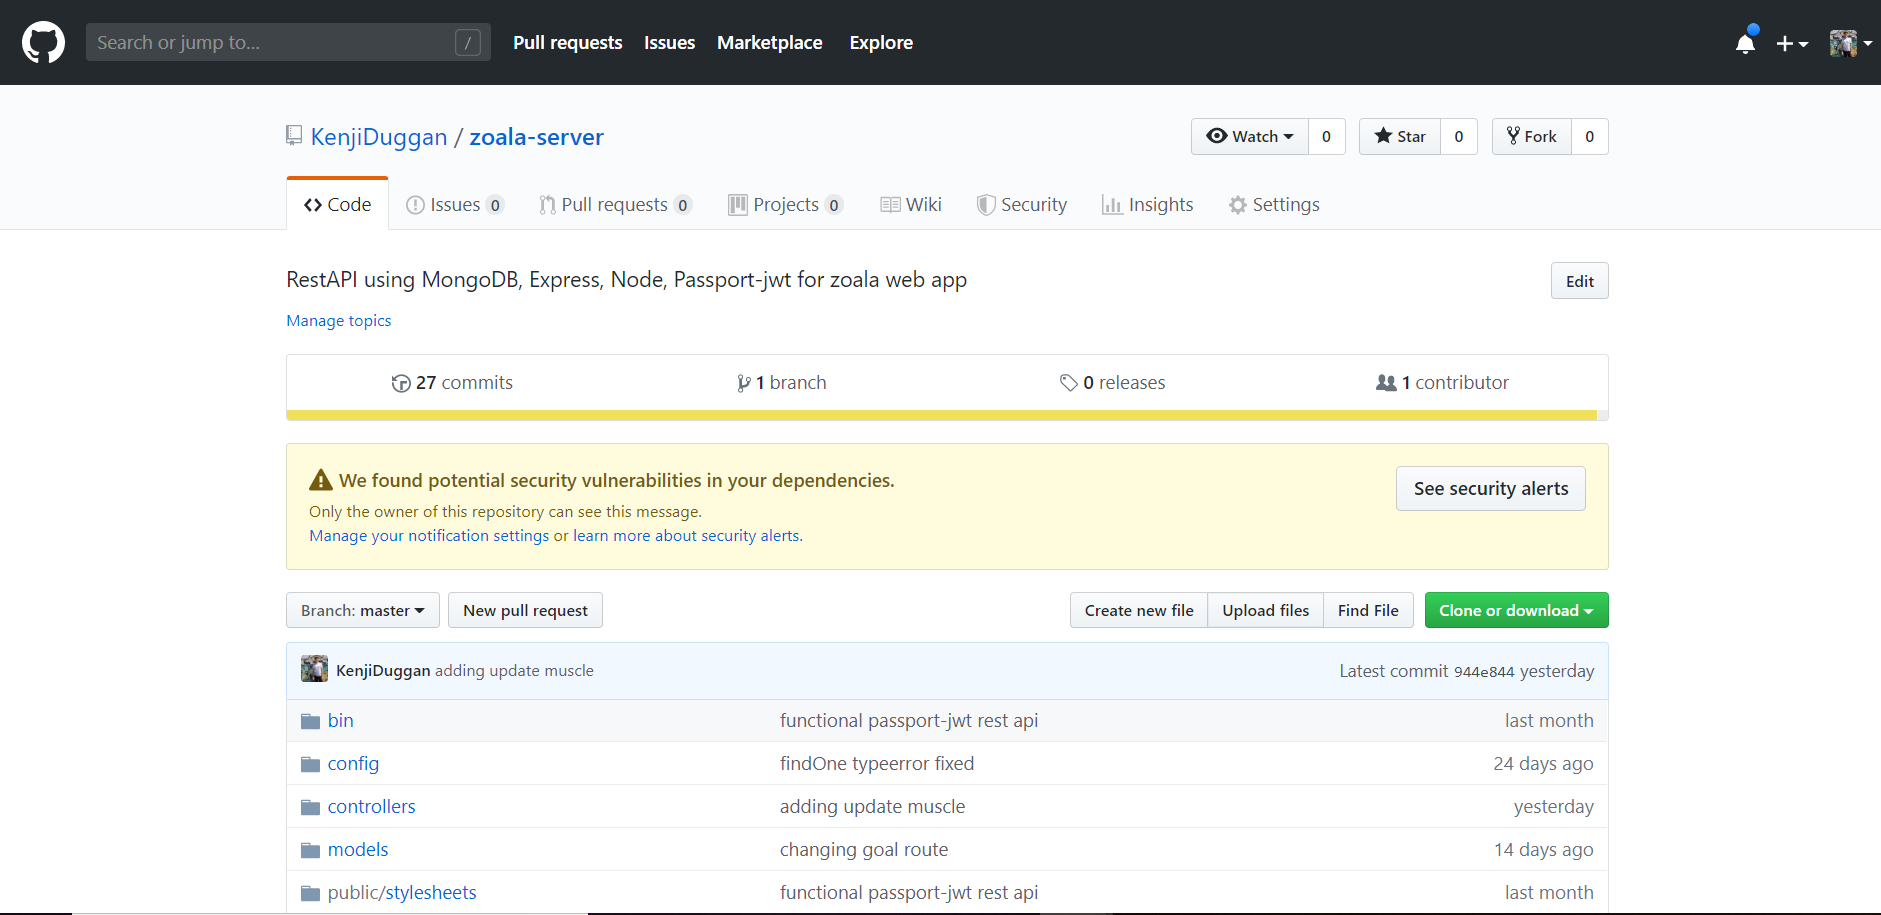 Search or jump to... /
Pull requests Issues Marketplace Explore
KenjiDuggan / zoala-server
Watch 0 Star 0 Fork 0
Code Issues 0 Pull requests 0 Projects 0 Wiki Security Insights Settings
RestAPI using MongoDB, Express, Node, Passport-jwt for zoala web app
Edit
Manage topics
27 commits 1 branch 0 releases 1 contributor
We found potential security vulnerabilities in your dependencies.
See security alerts
Only the owner of this repository can see this message.
Manage your notification settings or learn more about security alerts.
Branch: master New pull request Create new file Upload files Find File Clone or download
KenjiDuggan adding update muscle Latest commit 944e844 yesterday
bin functional passport-jwt rest api last month
config findOne typeerror fixed 24 days ago
controllers adding update muscle yesterday
models changing goal route 14 days ago
public/stylesheets functional passport-jwt rest api last month